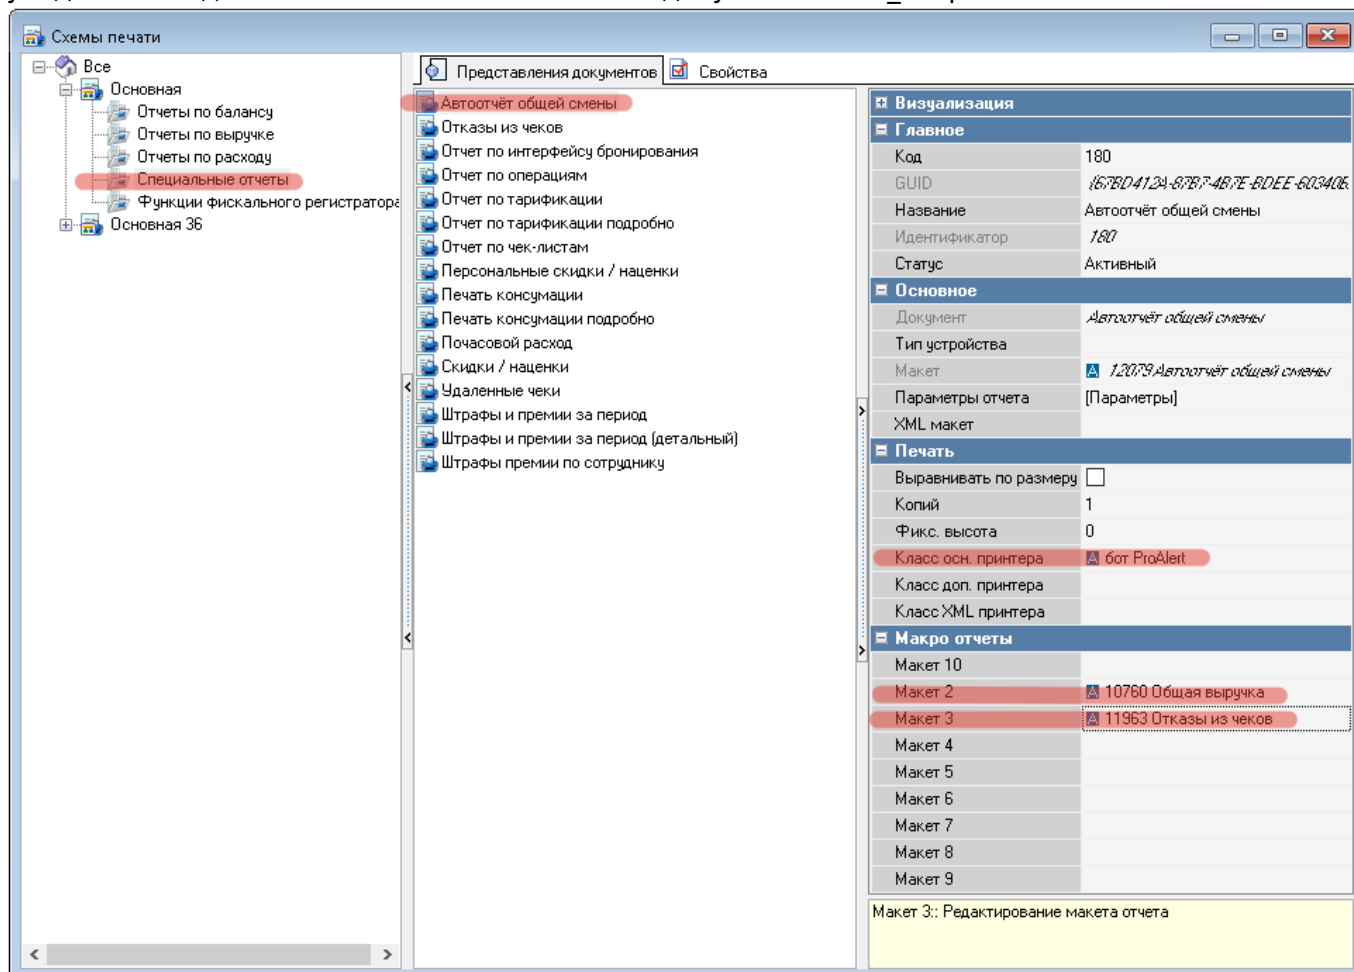 Схемы печати
Все
Основная
Отчеты по балансу
Отчеты по выручке
Отчеты по расходу
Специальные отчеты
Функции фискального регистратора
Основная 36
Представления документов
Свойства
Автоотчёт общей смены
Отказы из чеков
Отчет по интерфейсу бронирования
Отчет по операциям
Отчет по тарификации
Отчет по тарификации подробно
Отчет по чек-листам
Персональные скидки / наценки
Печать консумации
Печать консумации подробно
Почасовой расход
Скидки / наценки
Удаленные чеки
Штрафы и премии за период
Штрафы и премии за период (детальный)
Штрафы премии по сотруднику
Визуализация
Главное
Код 180
GUID {67BD412A-87B7-4B7E-BDEE-60340B
Название Автоотчёт общей смены
Идентификатор 180
Статус Активный
Основное
Документ Автоотчёт общей смены
Тип устройства
Макет A 12079 Автоотчёт общей смены
Параметры отчета [Параметры]
XML макет
Печать
Выравнивать по размеру
Копий 1
Фикс. высота 0
Класс осн. принтера A бот ProAlert
Класс доп. принтера
Класс XML принтера
Макро отчеты
Макет 10
Макет 2 A 10760 Общая выручка
Макет 3 A 11963 Отказы из чеков
Макет 4
Макет 5
Макет 6
Макет 7
Макет 8
Макет 9
Макет 3:: Редактирование макета отчета